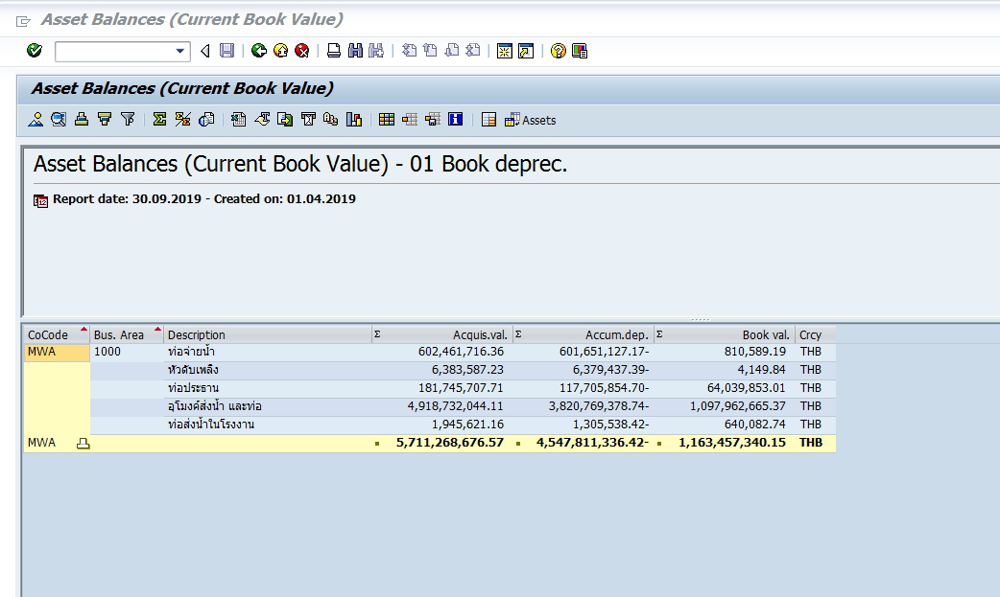 Asset Balances (Current Book Value)
Asset Balances (Current Book Value)
Assets
Asset Balances (Current Book Value) - 01 Book deprec.
Report date: 30.09.2019 - Created on: 01.04.2019
CoCode Bus. Area Description Σ Acquis.val. Σ Accum.dep. Σ Book val. Crcy
MWA 1000 ท่อจ่ายน้ำ 602,461,716.36 601,651,127.17- 810,589.19 THB
หัวดับเพลิง 6,383,587.23 6,379,437.39- 4,149.84 THB
ท่อประธาน 181,745,707.71 117,705,854.70- 64,039,853.01 THB
อุโมงค์ส่งน้ำ และท่อ 4,918,732,044.11 3,820,769,378.74- 1,097,962,665.37 THB
ท่อส่งน้ำในโรงงาน 1,945,621.16 1,305,538.42- 640,082.74 THB
MWA 5,711,268,676.57 4,547,811,336.42- 1,163,457,340.15 THB